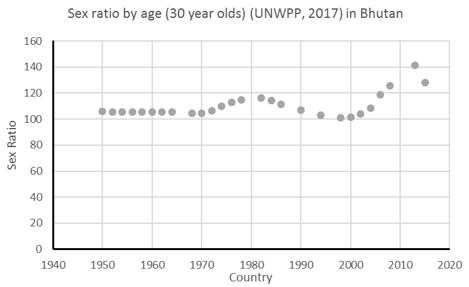 Sex ratio by age (30 year olds) (UNWPP, 2017) in Bhutan
160
140
120
100
80
60
40
20
0
Sex Ratio
1940 1950 1960 1970 1980 1990 2000 2010 2020
Country